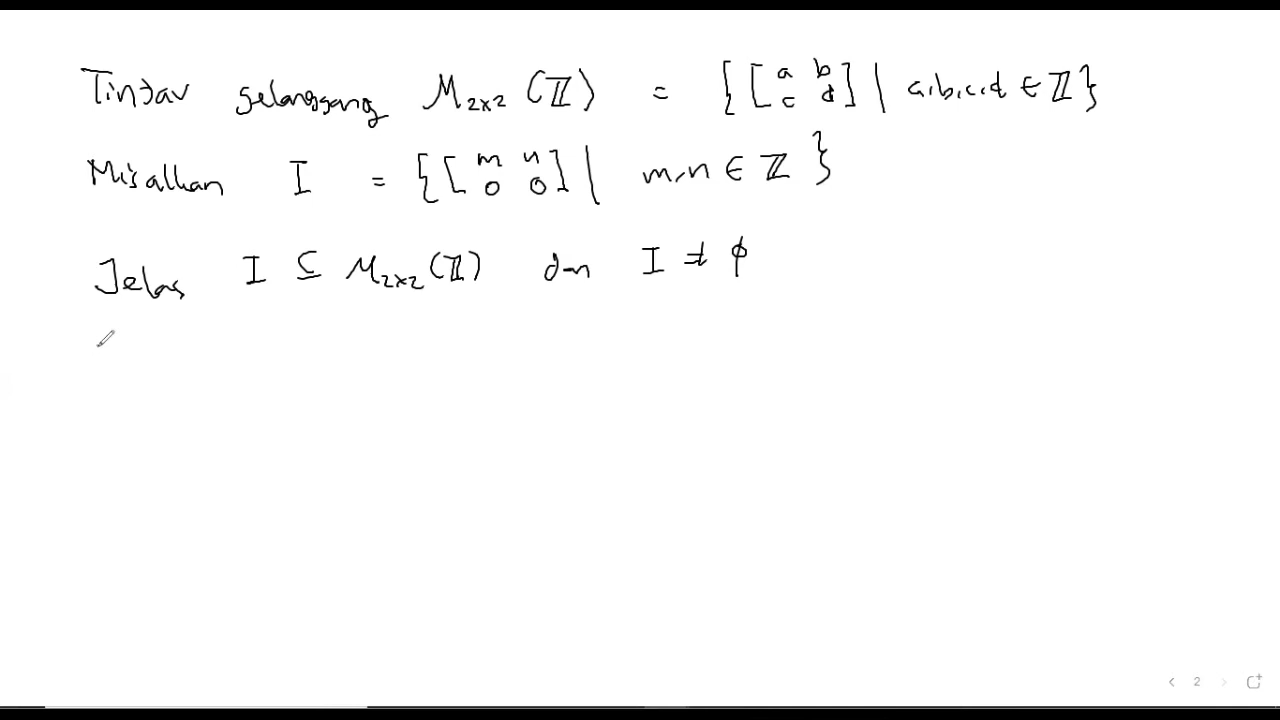 Tinjau gelanggang M₂ₓ₂ (ℤ) = { [ a b c d ] | a,b,c,d ∈ ℤ }
Misalkan I = { [ m n 0 0 ] | m,n ∈ ℤ }
Jelas I ⊆ M₂ₓ₂ (ℤ) dan I ≠ ϕ
2